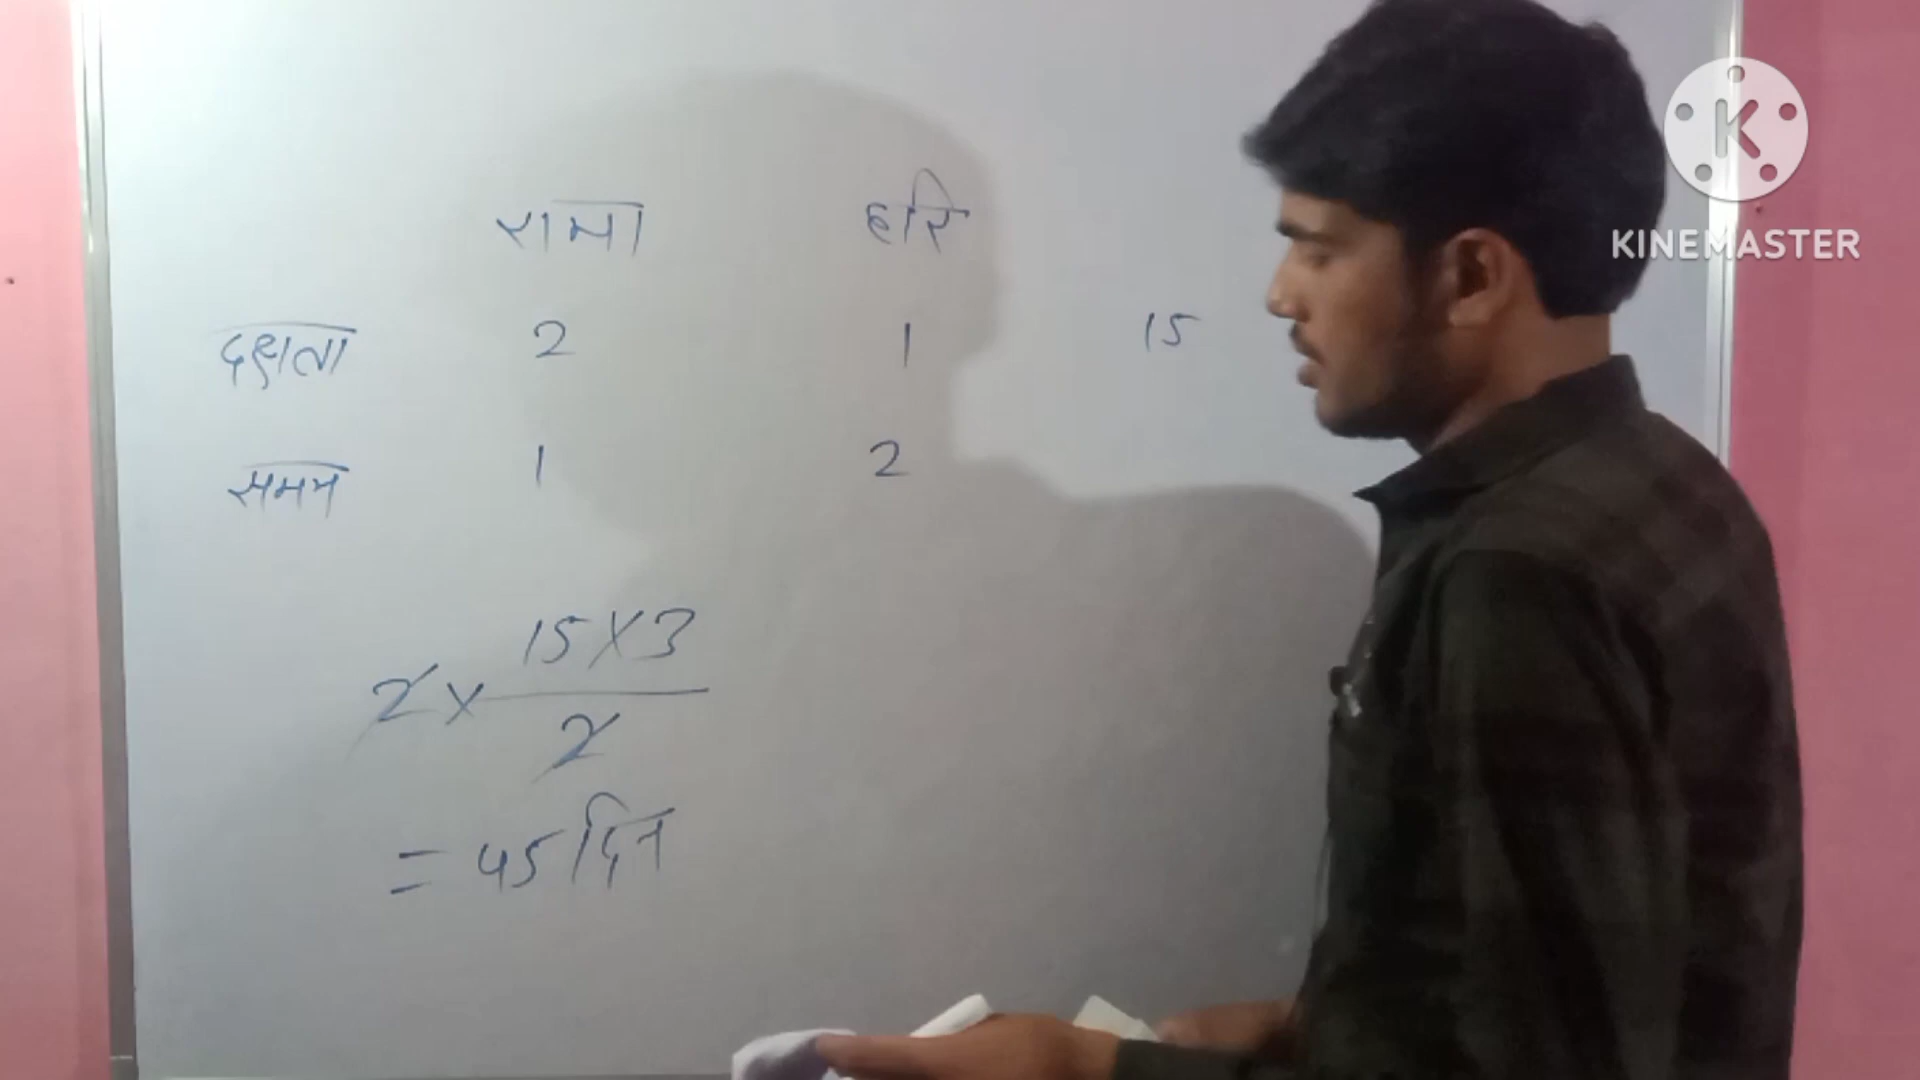 रामा हरि
दक्षता 2 1 15
समय 1 2
2 × 15 × 3 / 2
= 45 दिन
K
KINEMASTER